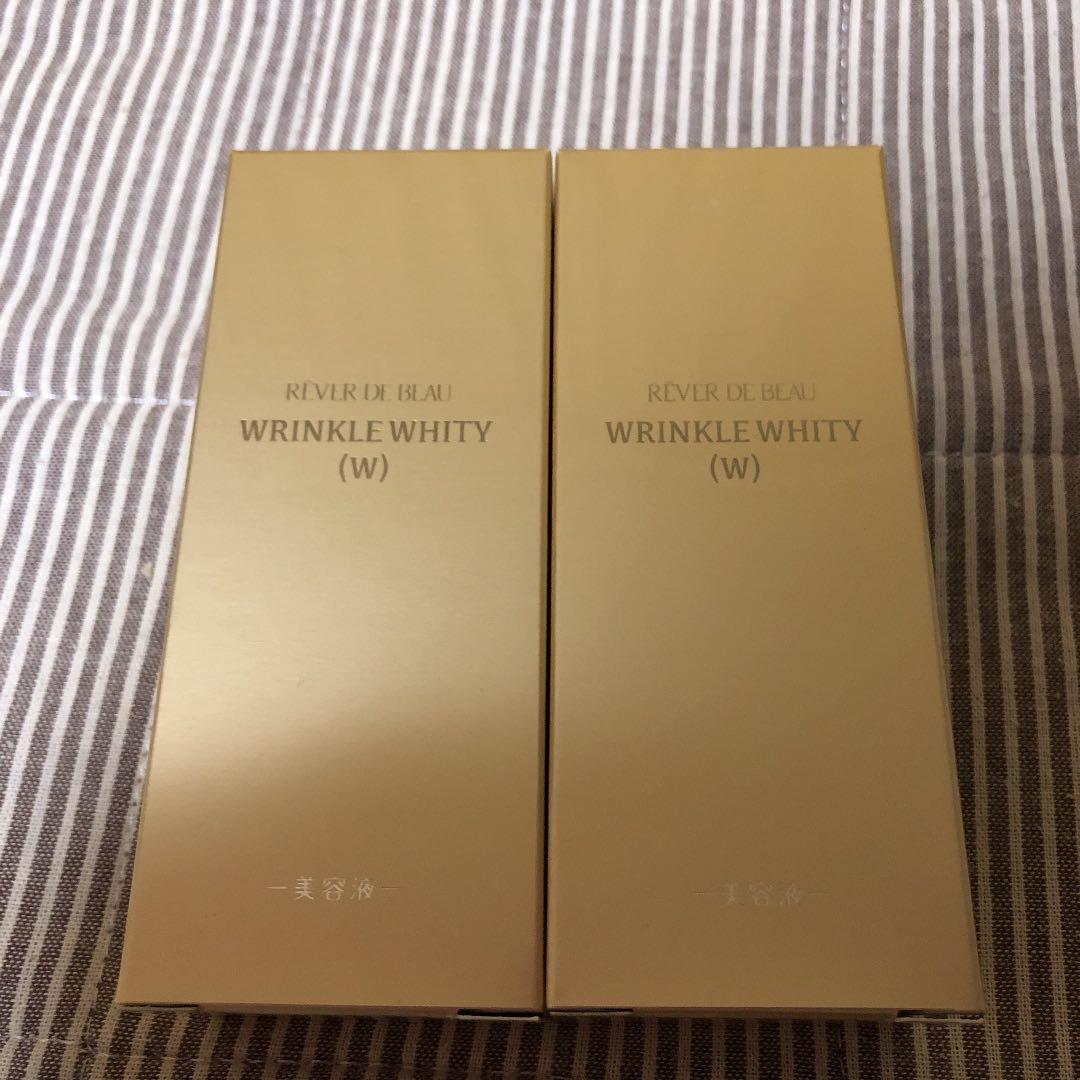 RÊVER DE BEAU
WRINKLE WHITY
(W)
－美容液－
RÊVER DE BEAU
WRINKLE WHITY
(W)
－美容液－